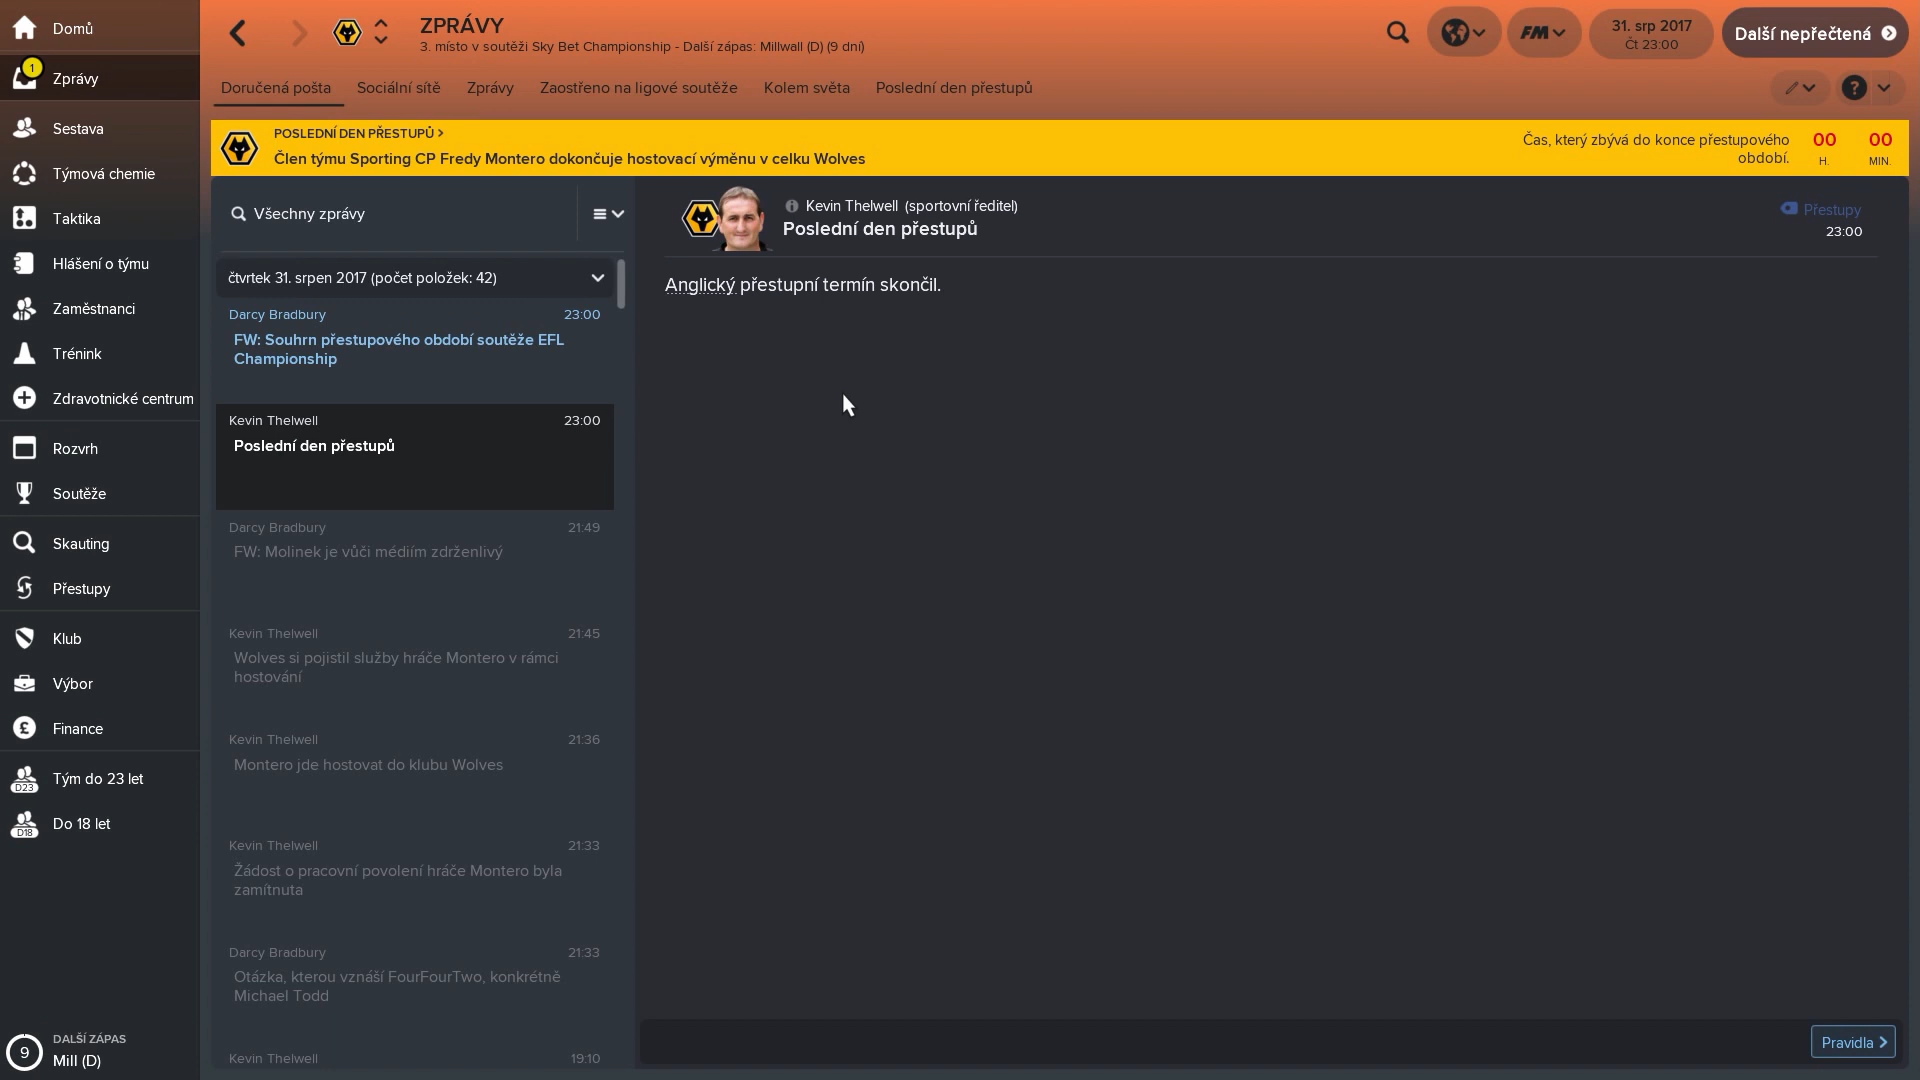 Domů
1
Zprávy
Sestava
Týmová chemie
Taktika
Hlášení o týmu
Zaměstnanci
Trénink
Zdravotnické centrum
Rozvrh
Soutěže
Skauting
Přestupy
Klub
Výbor
Finance
D23
Tým do 23 let
D18
Do 18 let
9
DALŠÍ ZÁPAS
Mill (D)
ZPRÁVY
3. místo v soutěži Sky Bet Championship - Další zápas: Millwall (D) (9 dní)
FM
31. srp 2017
Čt 23:00
Další nepřečtená
Doručená pošta
Sociální sítě
Zprávy
Zaostřeno na ligové soutěže
Kolem světa
Poslední den přestupů
?
POSLEDNÍ DEN PŘESTUPŮ >
Člen týmu Sporting CP Fredy Montero dokončuje hostovací výměnu v celku Wolves
Čas, který zbývá do konce přestupového
období.
00
H.
00
MIN.
Všechny zprávy
čtvrtek 31. srpen 2017 (počet položek: 42)
Darcy Bradbury 23:00
FW: Souhrn přestupového období soutěže EFL
Championship
Kevin Thelwell 23:00
Poslední den přestupů
Darcy Bradbury 21:49
FW: Molinek je vůči médiím zdrženlivý
Kevin Thelwell 21:45
Wolves si pojistil služby hráče Montero v rámci
hostování
Kevin Thelwell 21:36
Montero jde hostovat do klubu Wolves
Kevin Thelwell 21:33
Žádost o pracovní povolení hráče Montero byla
zamítnuta
Darcy Bradbury 21:33
Otázka, kterou vznáší FourFourTwo, konkrétně
Michael Todd
Kevin Thelwell 19:10
Kevin Thelwell (sportovní ředitel)
Poslední den přestupů
Přestupy
23:00
Anglický přestupní termín skončil.
Pravidla >